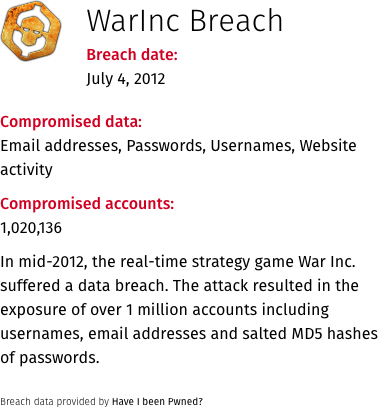 WarInc Breach
Breach date:
July 4, 2012
Compromised data:
Email addresses, Passwords, Usernames, Website
activity
Compromised accounts:
1,020,136
In mid-2012, the real-time strategy game War Inc.
suffered a data breach. The attack resulted in the
exposure of over 1 million accounts including
usernames, email addresses and salted MD5 hashes
of passwords.
Breach data provided by Have I been Pwned?